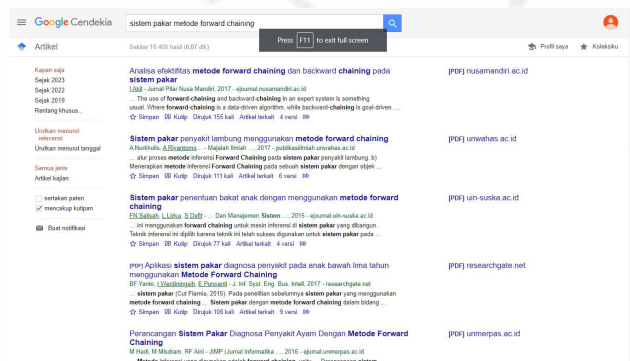 Google Cendekia
sistem pakar metode forward chaining
Press F11 to exit full screen
Artikel
Sekitar 10.400 hasil (0,07 dtk)
Profil saya
Koleksiku
Kapan saja
Sejak 2023
Sejak 2022
Sejak 2019
Rentang khusus...
Urutkan menurut relevansi
Urutkan menurut tanggal
Semua jenis
Artikel kajian
sertakan paten
mencakup kutipan
Buat notifikasi
Analisa efektifitas metode forward chaining dan backward chaining pada
sistem pakar
I Akil - Jurnal Pilar Nusa Mandiri, 2017 - ejournal.nusamandiri.ac.id
... The use of forward-chaining and backward-chaining in an expert system is something
usual. Where forward-chaining is a data-driven algorithm, while backward-chaining is goal-driven. ...
Simpan Kutip Dirujuk 155 kali Artikel terkait 4 versi
[PDF] nusamandiri.ac.id
Sistem pakar penyakit lambung menggunakan metode forward chaining
A Nurkholis, A Riyantomo... - Majalah Ilmiah ..., 2017 - publikasiilmiah.unwahas.ac.id
... alur proses metode inferensi Forward Chaining pada sistem pakar penyakit lambung. b)
Menerapkan metode inferensi Forward Chaining pada sebuah sistem pakar dengan objek ...
Simpan Kutip Dirujuk 111 kali Artikel terkait 6 versi
[PDF] unwahas.ac.id
Sistem pakar penentuan bakat anak dengan menggunakan metode forward
chaining
FN Salisah, L Lidya, S Defit - ... Dan Manajemen Sistem ..., 2015 - ejournal.uin-suska.ac.id
... ini menggunakan forward chaining untuk mesin inferensi di sistem pakar yang dibangun.
Teknik inferensi ini dipilih karena teknik ini telah sukses digunakan untuk sistem pakar pada ...
Simpan Kutip Dirujuk 77 kali Artikel terkait 4 versi
[PDF] uin-suska.ac.id
[PDF] Aplikasi sistem pakar diagnosa penyakit pada anak bawah lima tahun
menggunakan Metode Forward Chaining
BF Yanto, I Werdiningsih, E Purwanti - J. Inf. Syst. Eng. Bus. Intell, 2017 - researchgate.net
... sistem pakar (Cut Fiarnia, 2015). Pada penelitian sebelumnya sistem pakar yang menggunakan
metode forward chaining ... Sistem pakar dengan metode forward chaining dalam bidang ...
Simpan Kutip Dirujuk 106 kali Artikel terkait 9 versi
[PDF] researchgate.net
Perancangan Sistem Pakar Diagnosa Penyakit Ayam Dengan Metode Forward
Chaining
M Hadi, M Misdram, RF Aini - JIMP (Jurnal Informatika ..., 2016 - ejurnal.unmerpas.ac.id
[PDF] unmerpas.ac.id